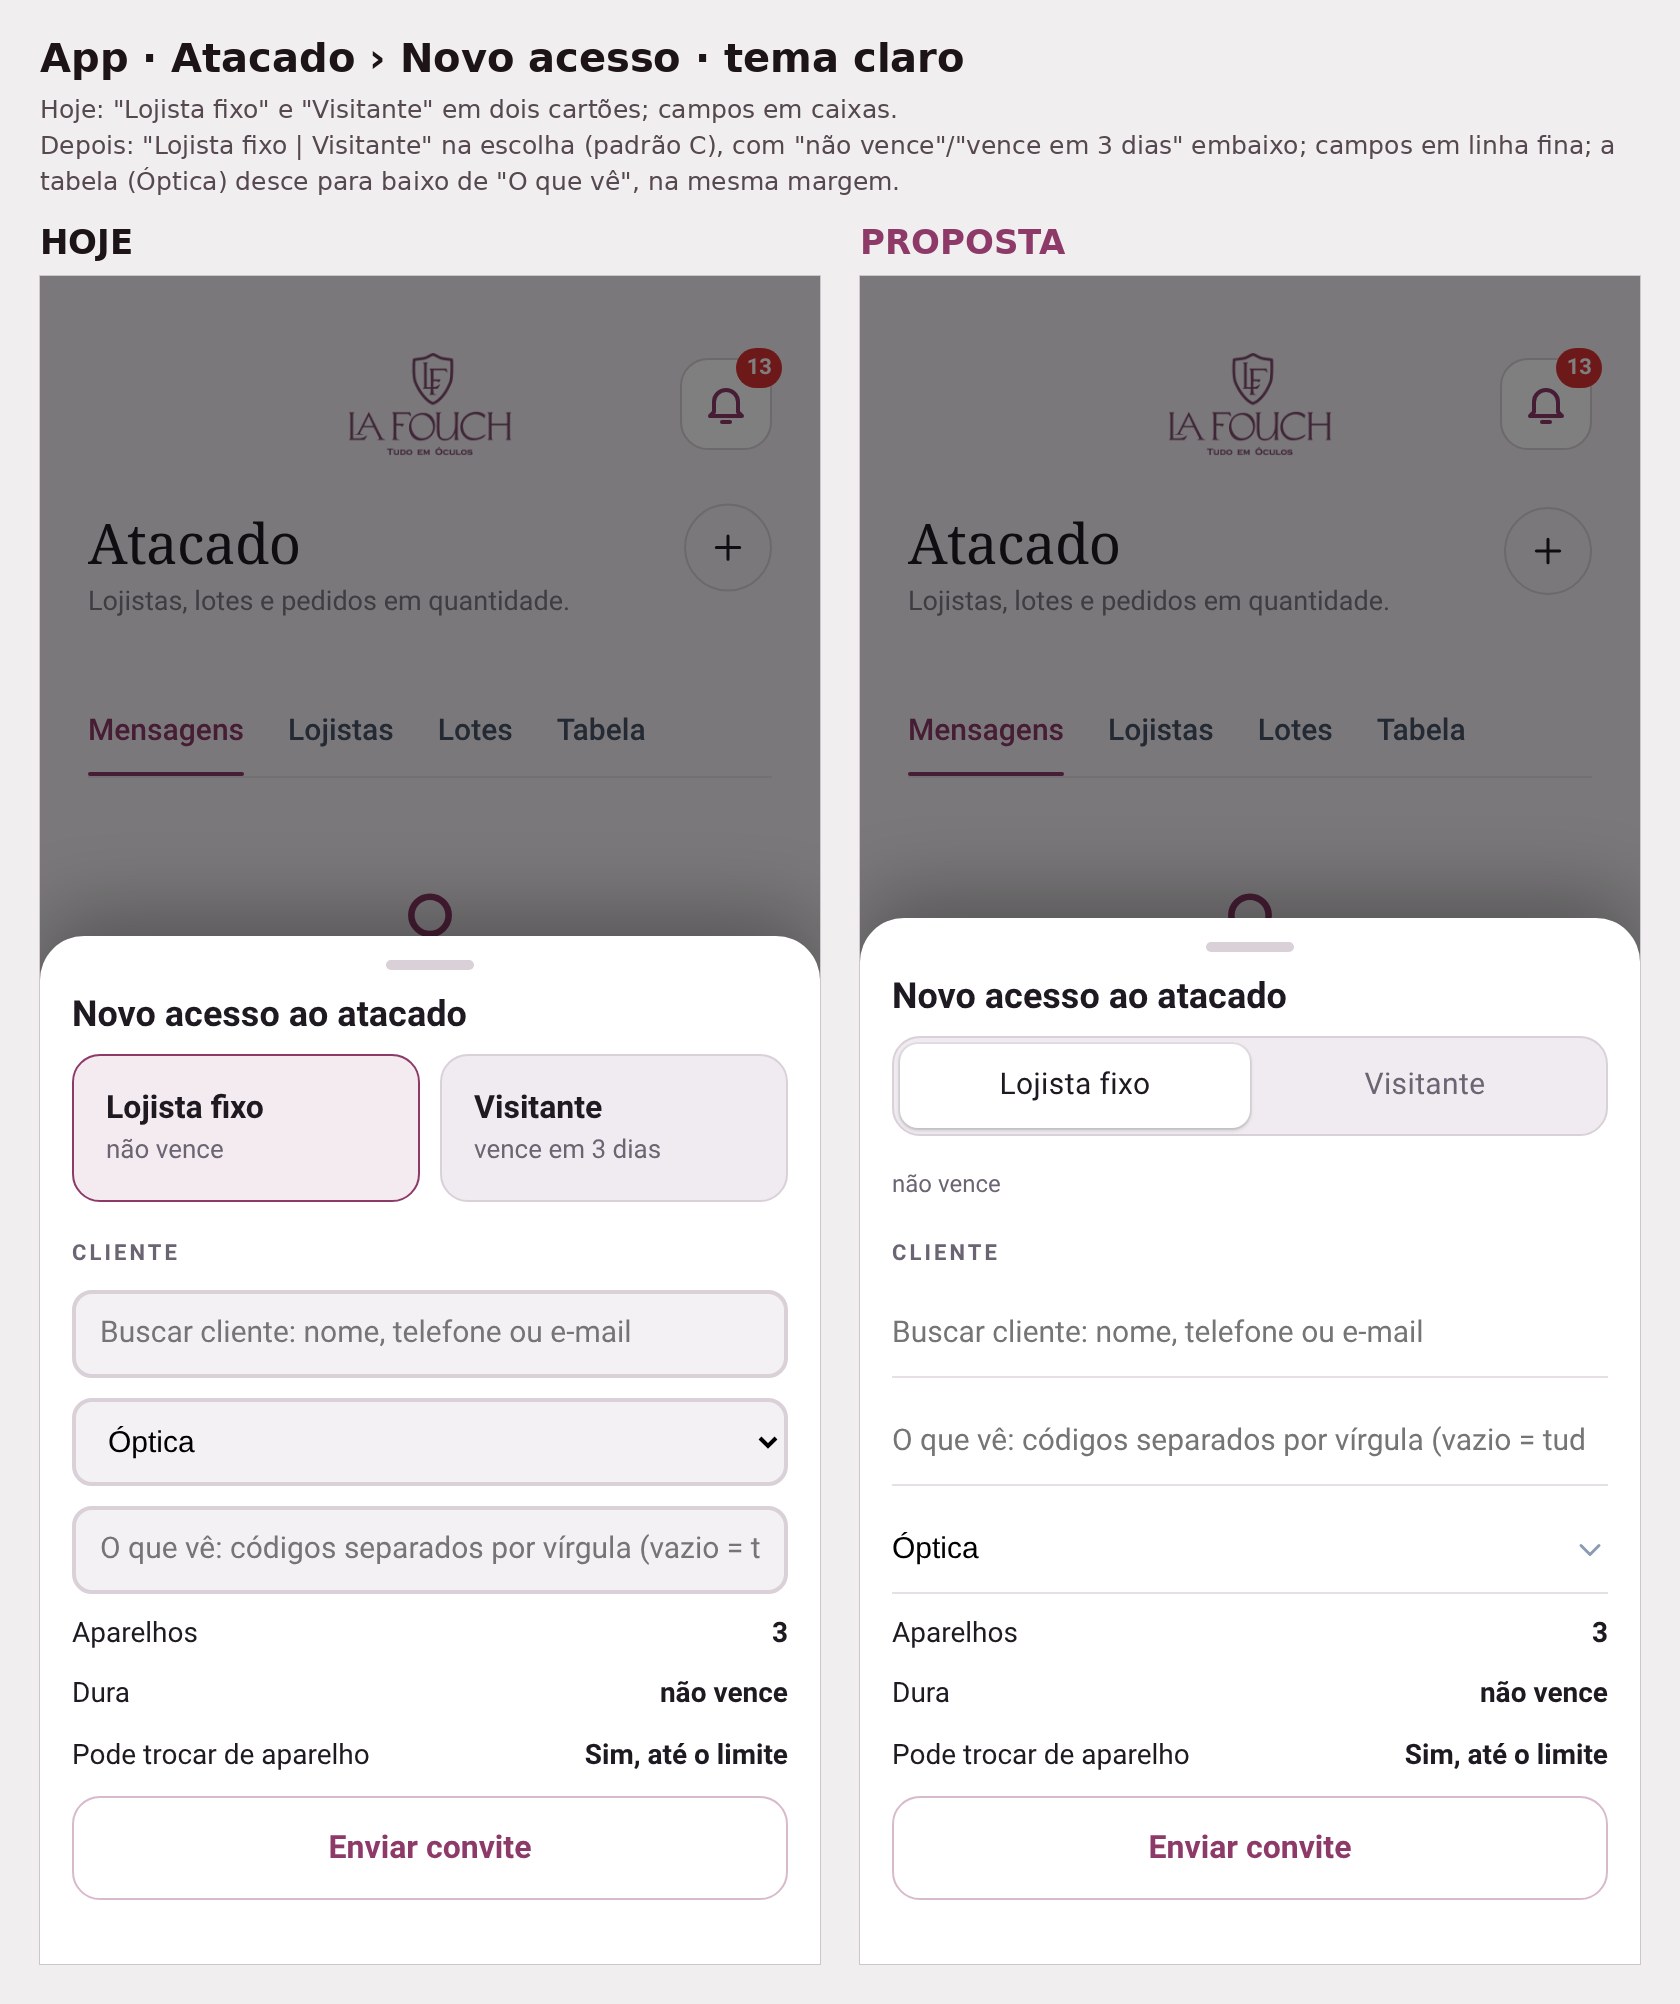 App · Atacado › Novo acesso · tema claro
Hoje: "Lojista fixo" e "Visitante" em dois cartões; campos em caixas.
Depois: "Lojista fixo | Visitante" na escolha (padrão C), com "não vence"/"vence em 3 dias" embaixo; campos em linha fina; a
tabela (Óptica) desce para baixo de "O que vê", na mesma margem.
HOJE
LF
LA FOUCH
TUDO EM ÓCULOS
13
Atacado
+
Lojistas, lotes e pedidos em quantidade.
Mensagens Lojistas Lotes Tabela
Novo acesso ao atacado
Lojista fixo
não vence
Visitante
vence em 3 dias
CLIENTE
Buscar cliente: nome, telefone ou e-mail
Óptica
O que vê: códigos separados por vírgula (vazio = t
Aparelhos 3
Dura não vence
Pode trocar de aparelho Sim, até o limite
Enviar convite
PROPOSTA
LF
LA FOUCH
TUDO EM ÓCULOS
13
Atacado
+
Lojistas, lotes e pedidos em quantidade.
Mensagens Lojistas Lotes Tabela
Novo acesso ao atacado
Lojista fixo Visitante
não vence
CLIENTE
Buscar cliente: nome, telefone ou e-mail
O que vê: códigos separados por vírgula (vazio = tud
Óptica
Aparelhos 3
Dura não vence
Pode trocar de aparelho Sim, até o limite
Enviar convite